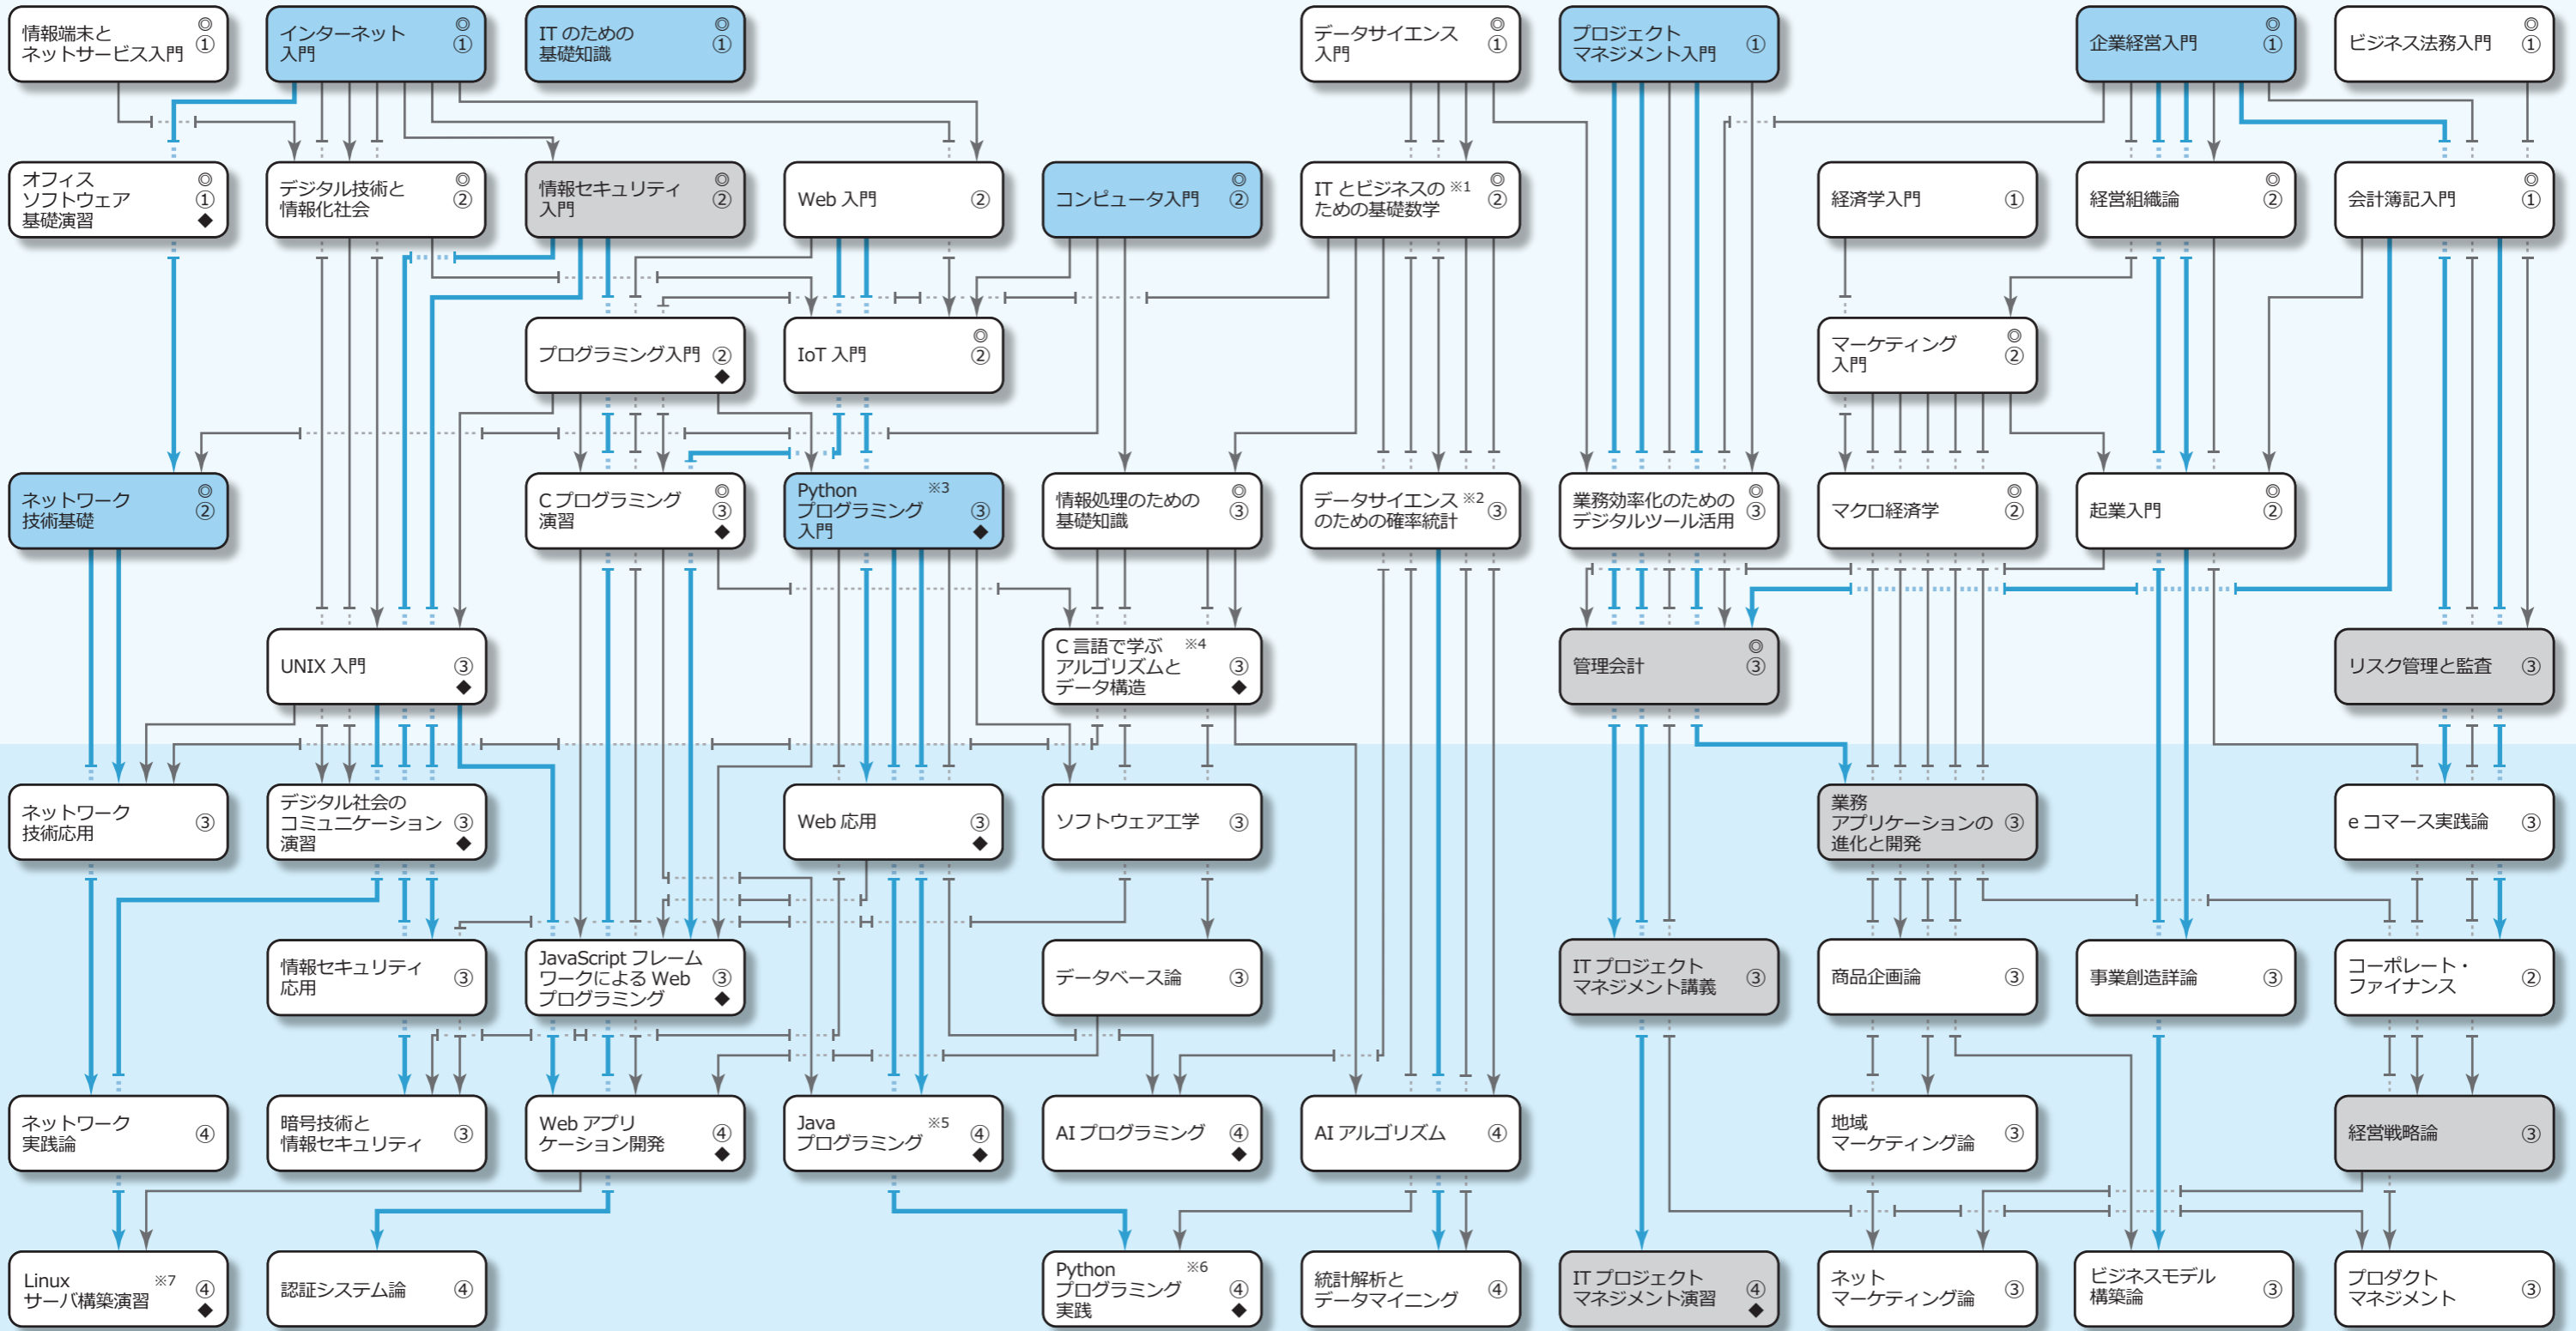 情報端末と
ネットサービス入門
◎
①
インターネット
入門
◎
①
IT のための
基礎知識
◎
①
データサイエンス
入門
◎
①
プロジェクト
マネジメント入門
①
企業経営入門
◎
①
ビジネス法務入門
◎
①
オフィス
ソフトウェア
基礎演習
◎
①
◆
デジタル技術と
情報化社会
◎
②
情報セキュリティ
入門
◎
②
Web 入門
②
コンピュータ入門
◎
②
IT とビジネスの ※1
ための基礎数学
◎
②
経済学入門
①
経営組織論
◎
②
会計簿記入門
◎
①
プログラミング入門
②
◆
IoT 入門
◎
②
マーケティング
入門
◎
②
ネットワーク
技術基礎
◎
②
C プログラミング
演習
◎
③
◆
Python ※3
プログラミング
入門
③
◆
情報処理のための
基礎知識
◎
③
データサイエンス ※2
のための確率統計
③
業務効率化のための
デジタルツール活用
◎
③
マクロ経済学
◎
②
起業入門
◎
②
UNIX 入門
③
◆
C 言語で学ぶ ※4
アルゴリズムと
データ構造
③
◆
管理会計
◎
③
リスク管理と監査
③
ネットワーク
技術応用
③
デジタル社会の
コミュニケーション
演習
③
◆
Web 応用
③
◆
ソフトウェア工学
③
業務
アプリケーションの
進化と開発
③
e コマース実践論
③
情報セキュリティ
応用
③
JavaScript フレーム
ワークによる Web
プログラミング
③
◆
データベース論
③
IT プロジェクト
マネジメント講義
③
商品企画論
③
事業創造詳論
③
コーポレート・
ファイナンス
②
ネットワーク
実践論
④
暗号技術と
情報セキュリティ
③
Web アプリ
ケーション開発
④
◆
Java ※5
プログラミング
④
◆
AI プログラミング
④
◆
AI アルゴリズム
④
地域
マーケティング論
③
経営戦略論
③
Linux ※7
サーバ構築演習
④
◆
認証システム論
④
Python ※6
プログラミング
実践
④
◆
統計解析と
データマイニング
④
IT プロジェクト
マネジメント演習
④
◆
ネット
マーケティング論
③
ビジネスモデル
構築論
③
プロダクト
マネジメント
③